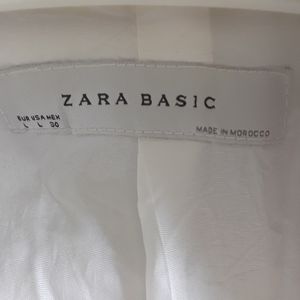 ZARA BASIC
EUR USA MEX
L L 30
MADE IN MOROCCO